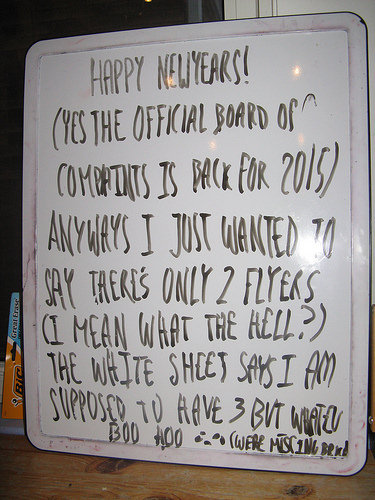 HAPPY NEWYEARS!
(YES THE OFFICIAL BOARD OF
COMPAINTS IS BACK FOR 2015)
ANYWAYS I JUST WANTED TO
SAY THERE'S ONLY 2 FLYERS
(I MEAN WHAT THE HELL?)
THE WHITE SHEET SAYS I AM
SUPPOSED TO HAVE 3 BUT
BOO HOO (WERE MISSING
BIC
Great Erase